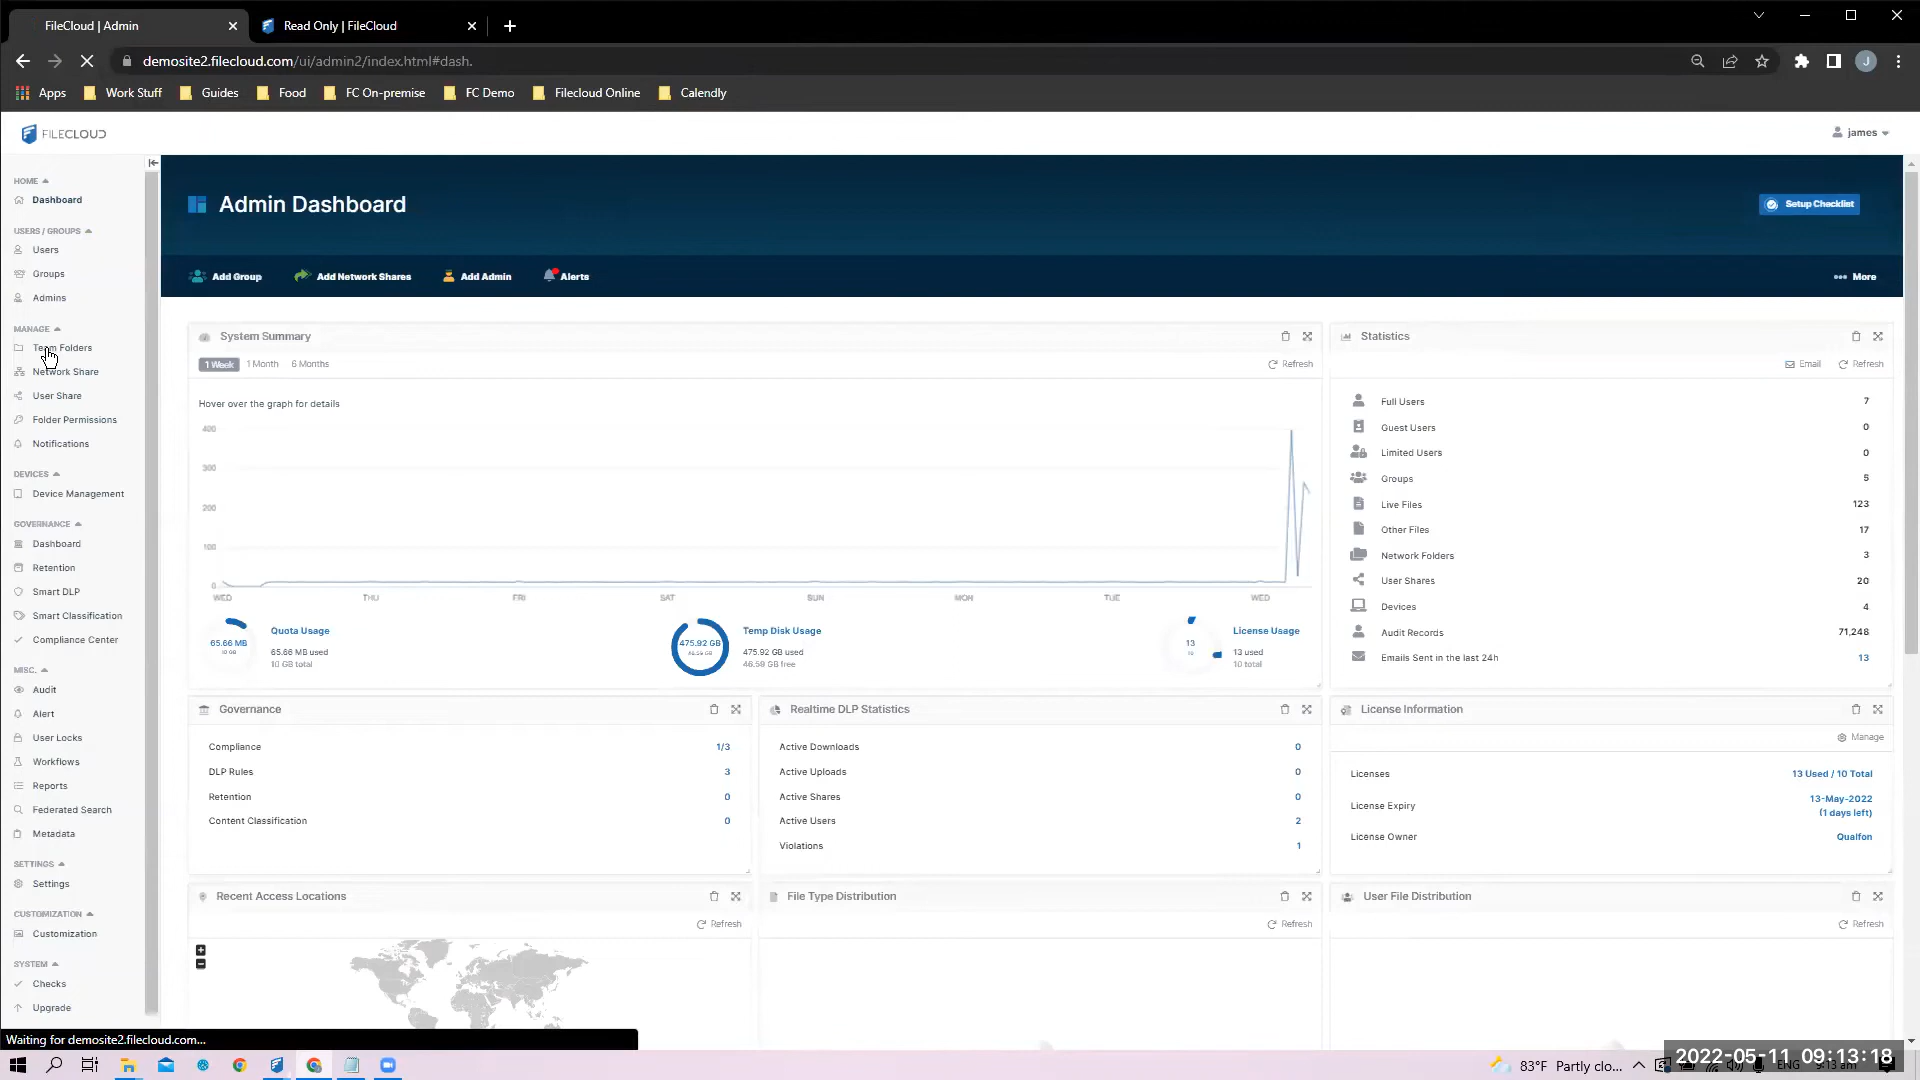 FileCloud | Admin
Read Only | FileCloud
demosite2.filecloud.com/ui/admin2/index.html#dash.
J
Apps
Work Stuff
Guides
Food
FC On-premise
FC Demo
Filecloud Online
Calendly
FILECLOUD
james
HOME
Dashboard
USERS / GROUPS
Users
Groups
Admins
MANAGE
Team Folders
Network Share
User Share
Folder Permissions
Notifications
DEVICES
Device Management
GOVERNANCE
Dashboard
Retention
Smart DLP
Smart Classification
Compliance Center
MISC.
Audit
Alert
User Locks
Workflows
Reports
Federated Search
Metadata
SETTINGS
Settings
CUSTOMIZATION
Customization
SYSTEM
Checks
Upgrade
Admin Dashboard
Setup Checklist
Add Group
Add Network Shares
Add Admin
Alerts
More
System Summary
1 Week
1 Month
6 Months
Refresh
Hover over the graph for details
400
300
200
100
0
WED THU FRI SAT SUN MON TUE WED
65.66 MB
10 GB
Quota Usage
65.66 MB used
10 GB total
475.92 GB
Temp Disk Usage
475.92 GB used
46.59 GB free
13
10
License Usage
13 used
10 total
Statistics
Email
Refresh
Full Users 7
Guest Users 0
Limited Users 0
Groups 5
Live Files 123
Other Files 17
Network Folders 3
User Shares 20
Devices 4
Audit Records 71,248
Emails Sent in the last 24h 13
Governance
Compliance 1/3
DLP Rules 3
Retention 0
Content Classification 0
Realtime DLP Statistics
Active Downloads 0
Active Uploads 0
Active Shares 0
Active Users 2
Violations 1
License Information
Manage
Licenses 13 Used / 10 Total
License Expiry 13-May-2022
(1 days left)
License Owner Qualfon
Recent Access Locations
Refresh
+
−
File Type Distribution
Refresh
User File Distribution
Refresh
Waiting for demosite2.filecloud.com...
83°F Partly clo...
ENG
2022-05-11 09:13:18
9:13 am